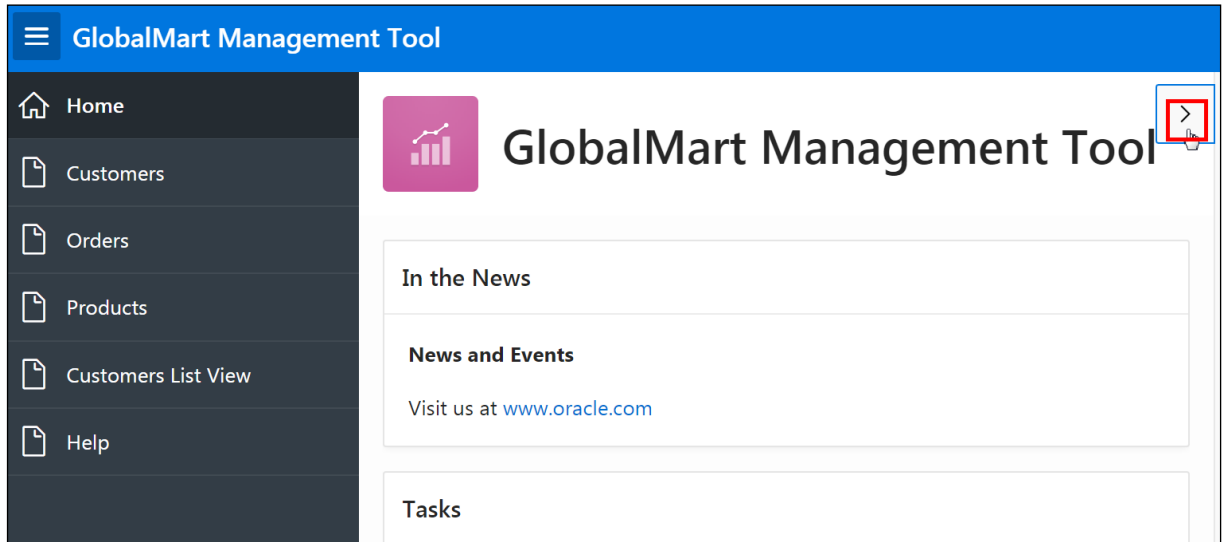 GlobalMart Management Tool
Home
Customers
Orders
Products
Customers List View
Help
GlobalMart Management Tool
In the News
News and Events
Visit us at www.oracle.com
Tasks